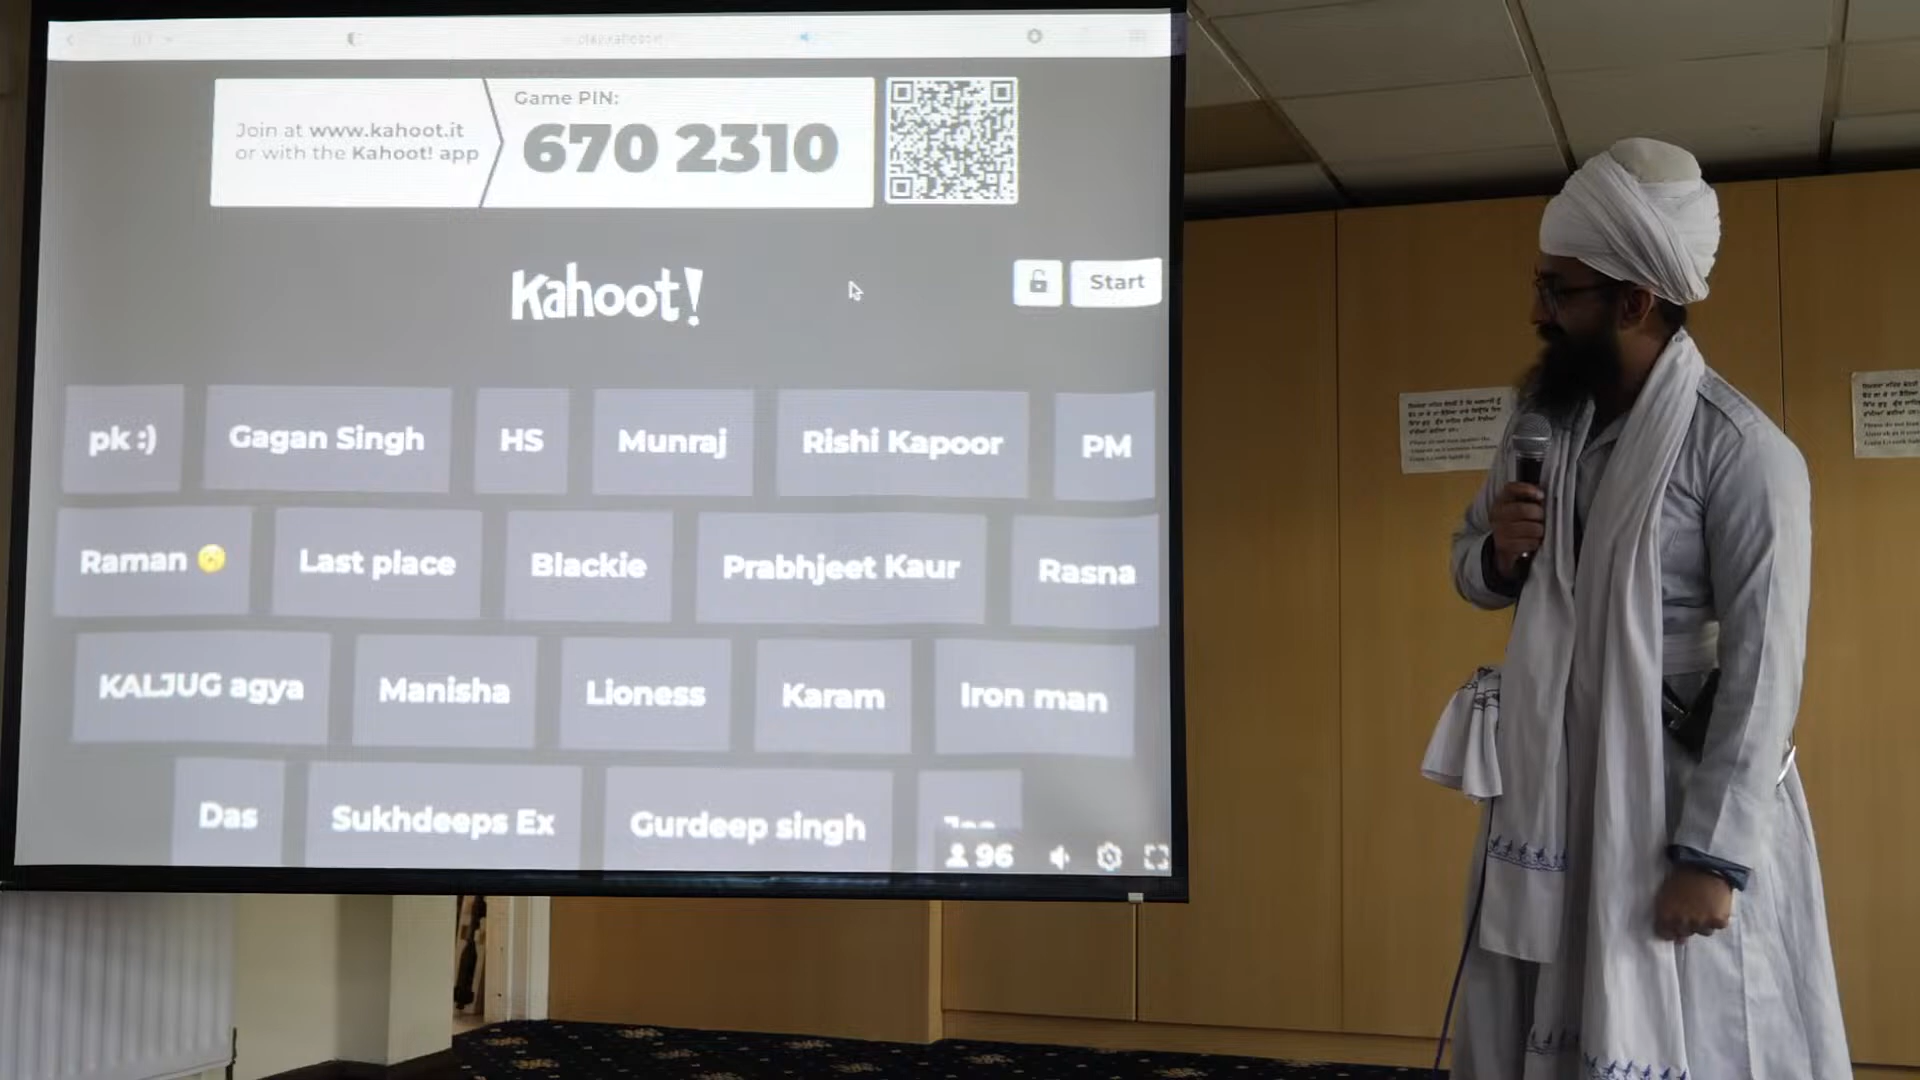 Join at www.kahoot.it
or with the Kahoot! app
Game PIN:
670 2310
Kahoot!
Start
pk :)
Gagan Singh
HS
Munraj
Rishi Kapoor
PM
Raman 😗
Last place
Blackie
Prabhjeet Kaur
Rasna
KALJUG agya
Manisha
Lioness
Karam
Iron man
Das
Sukhdeeps Ex
Gurdeep singh
96